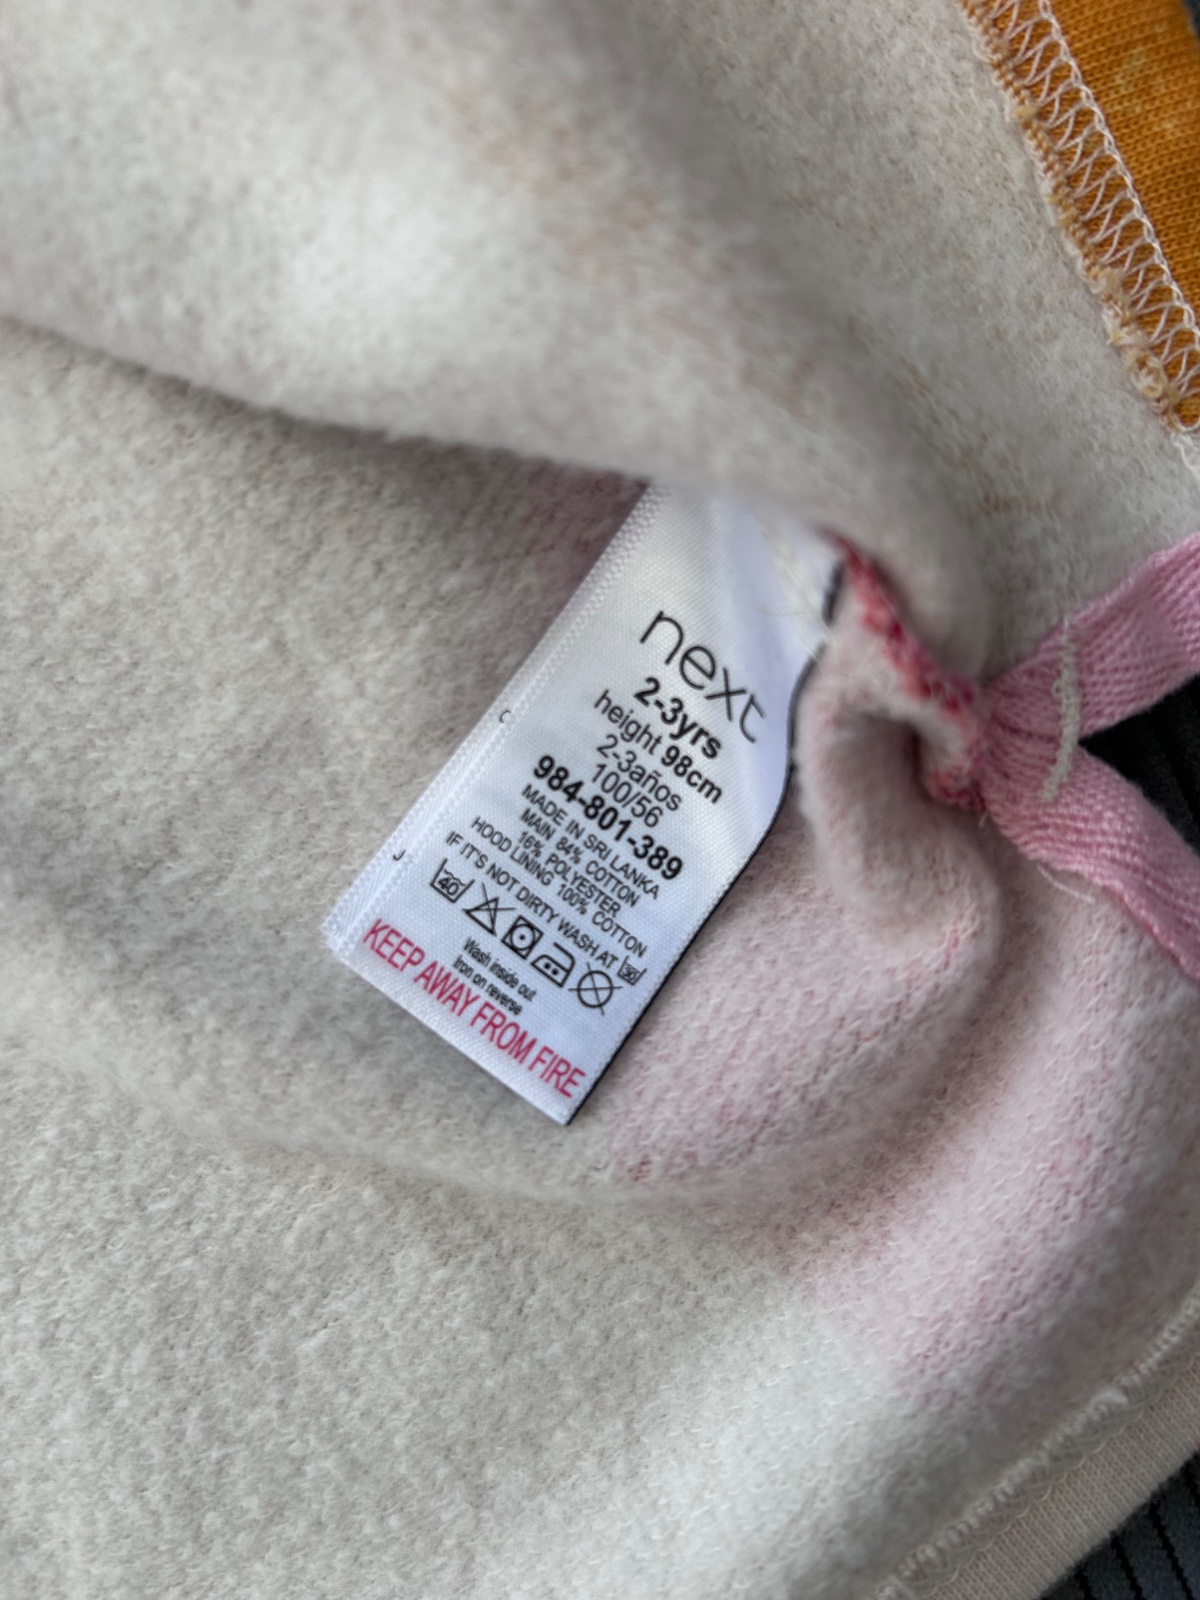 next
2-3yrs
height 98cm
2-3años
100/56
984-801-389
MADE IN SRI LANKA
MAIN 84% COTTON
16% POLYESTER
HOOD LINING 100% COTTON
IF IT'S NOT DIRTY WASH AT 30
40
Wash inside out
Iron on reverse
KEEP AWAY FROM FIRE